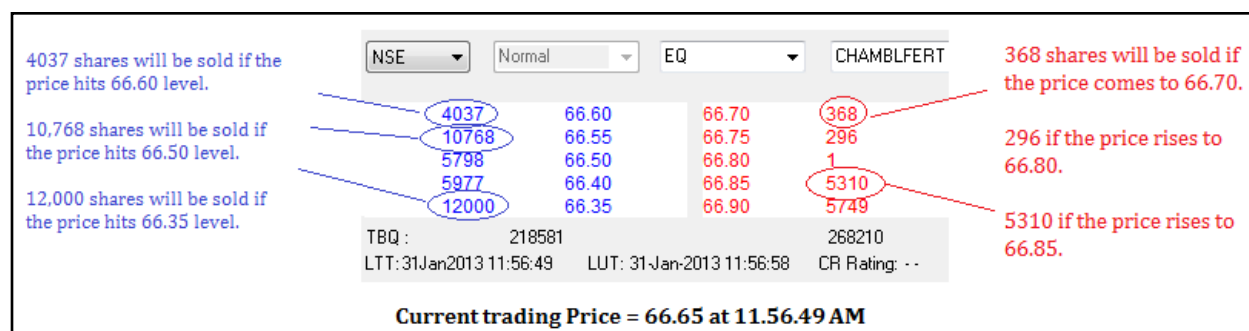 4037 shares will be sold if the
price hits 66.60 level.
10,768 shares will be sold if
the price hits 66.50 level.
12,000 shares will be sold if
the price hits 66.35 level.
NSE Normal EQ CHAMBLFERT
4037 66.60 66.70 368
10768 66.55 66.75 296
5798 66.50 66.80 1
5977 66.40 66.85 5310
12000 66.35 66.90 5749
TBQ : 218581 268210
LTT: 31Jan2013 11:56:49 LUT: 31-Jan-2013 11:56:58 CR Rating: - -
368 shares will be sold if
the price comes to 66.70.
296 if the price rises to
66.80.
5310 if the price rises to
66.85.
Current trading Price = 66.65 at 11.56.49 AM